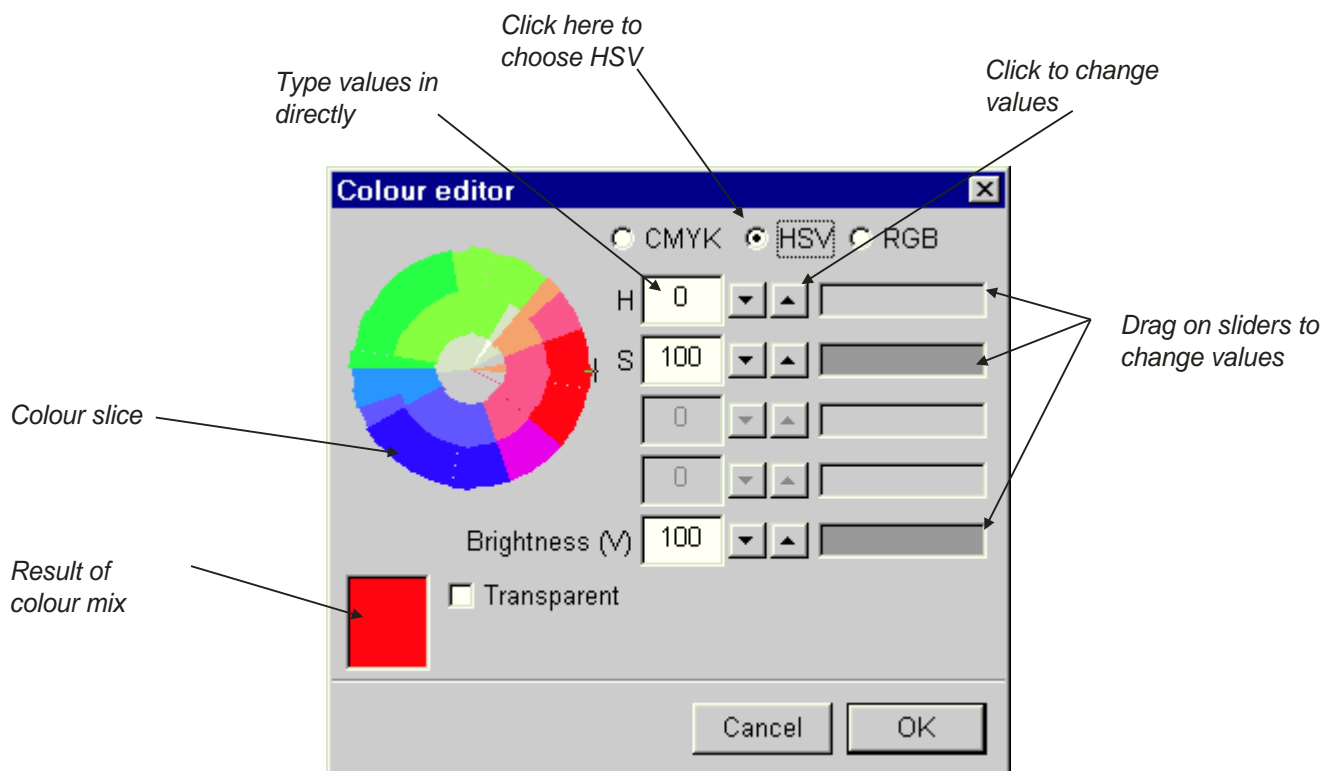 Click here to
choose HSV
Type values in
directly
Click to change
values
Colour editor
CMYK HSV RGB
H 0
S 100
0
0
Brightness (V) 100
Drag on sliders to
change values
Colour slice
Result of
colour mix
Transparent
Cancel OK